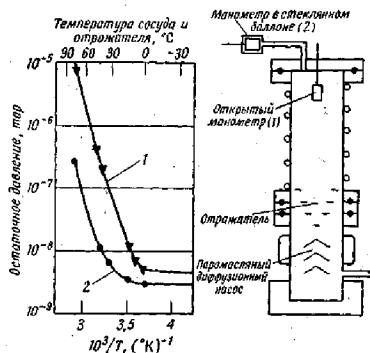 Температура сосуда и
отражателя, °С
90 60 30 0 -30
Остаточное давление, тор
10⁻⁵
10⁻⁶
10⁻⁷
10⁻⁸
10⁻⁹
1
2
3,0 3,5 4,0
10³/T, (°К)⁻¹
Манометр в стеклянном
баллоне (2)
Открытый
манометр (1)
Отражатель
Паромасляный
диффузионный
насос